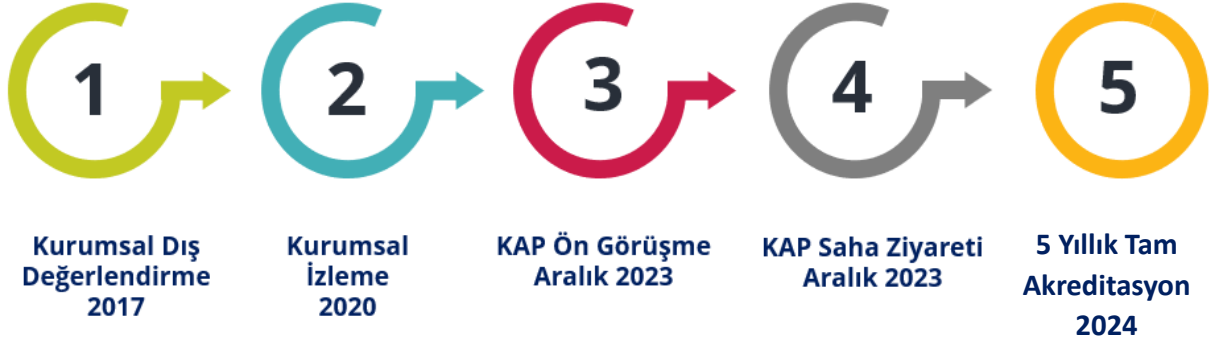 1
2
3
4
5
Kurumsal Dış
Değerlendirme
2017
Kurumsal
İzleme
2020
KAP Ön Görüşme
Aralık 2023
KAP Saha Ziyareti
Aralık 2023
5 Yıllık Tam
Akreditasyon
2024